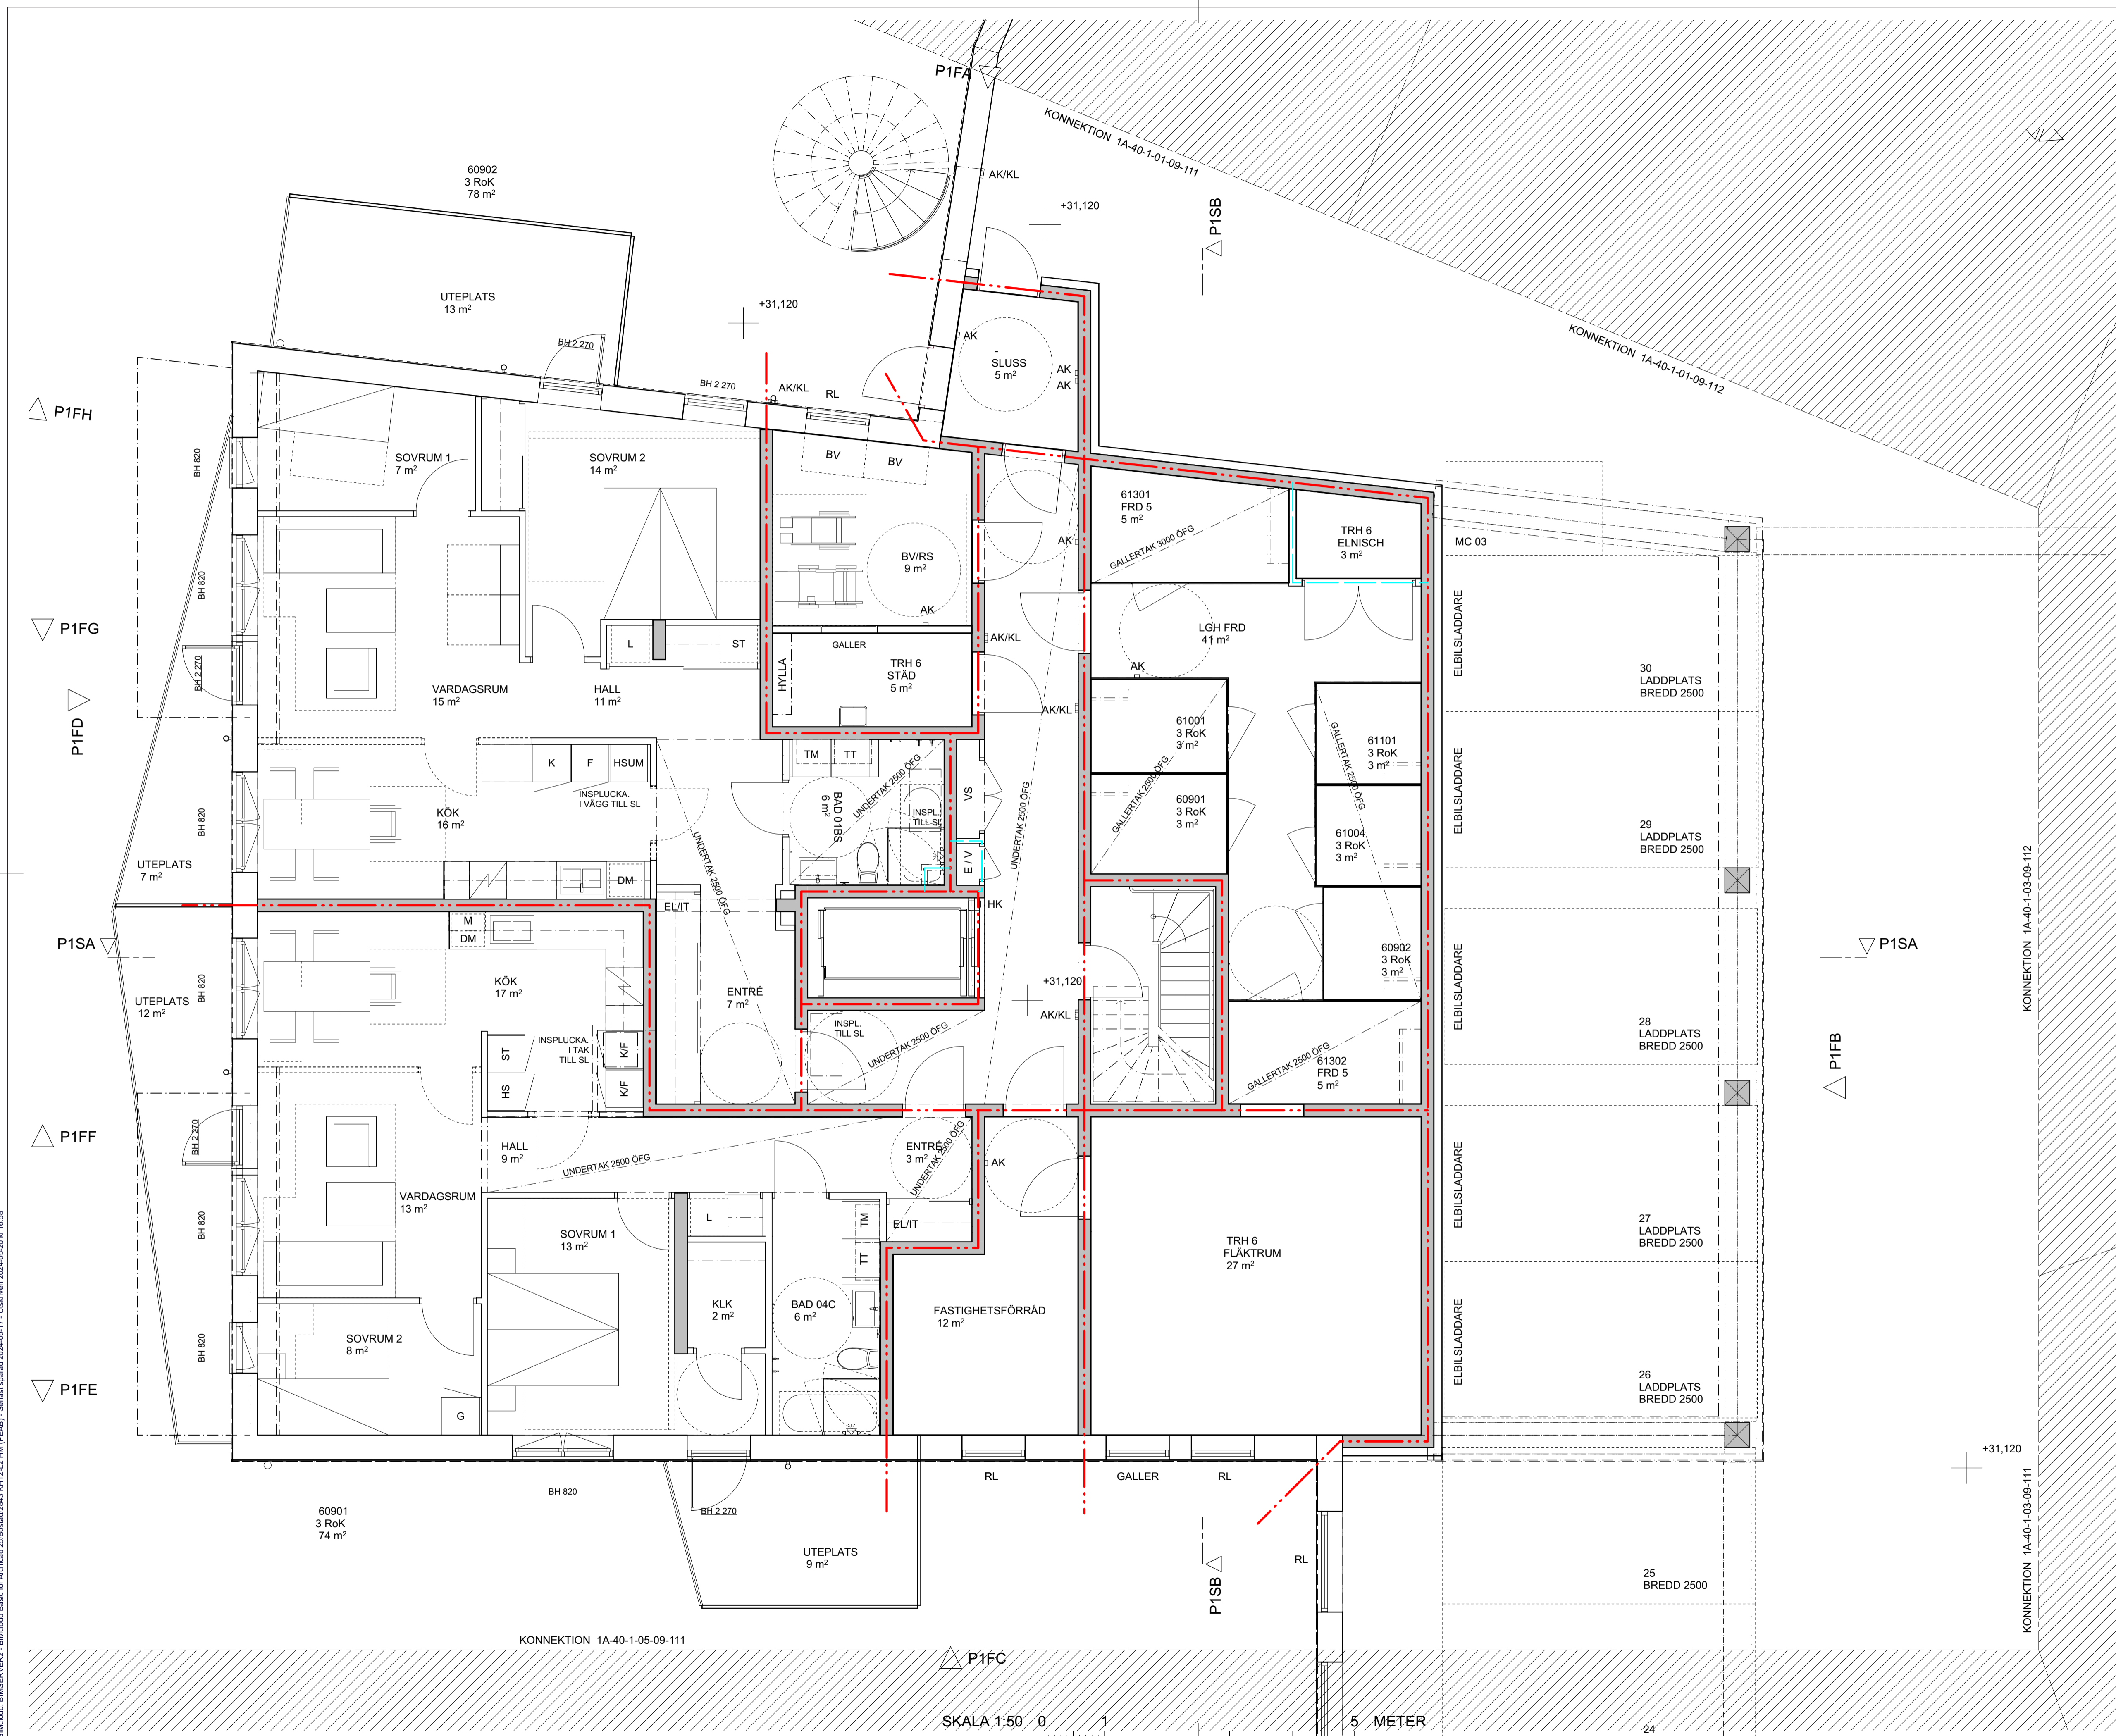 P1FA
KONNEKTION 1A-40-1-01-09-111
AK/KL
+31,120
P1SB
60902
3 RoK
78 m²
UTEPLATS
13 m²
+31,120
BH 2 270
BH 2 270
AK/KL
RL
AK
-
SLUSS
5 m²
AK
AK
KONNEKTION 1A-40-1-01-09-112
P1FH
BH 820
SOVRUM 1
7 m²
SOVRUM 2
14 m²
BV
BV
61301
FRD 5
5 m²
GALLERTAK 3000 ÖFG
TRH 6
ELNISCH
3 m²
MC 03
AK
BV/RS
9 m²
AK
BH 820
P1FG
L
ST
GALLER
AK/KL
LGH FRD
41 m²
ELBILSLADDARE
BH 2 270
P1FD
VARDAGSRUM
15 m²
HALL
11 m²
HYLLA
TRH 6
STÄD
5 m²
AK
AK/KL
30
LADDPLATS
BREDD 2500
61001
3 RoK
3 m²
GALLERTAK 2500 ÖFG
61101
3 RoK
3 m²
GALLERTAK 2500 ÖFG
ELBILSLADDARE
K
F
HSUM
INSPLUCKA.
I VÄGG TILL SL
TM
TT
UNDERTAK 2500 ÖFG
BAD 01BS
6 m²
INSPL.
TILL SL
VS
E / V
UNDERTAK 2500 ÖFG
60901
3 RoK
3 m²
61004
3 RoK
3 m²
29
LADDPLATS
BREDD 2500
BH 820
KÖK
16 m²
UNDERTAK 2500 ÖFG
UTEPLATS
7 m²
DM
EL/IT
HK
KONNEKTION 1A-40-1-03-09-112
P1SA
M
DM
60902
3 RoK
3 m²
ELBILSLADDARE
P1SA
BH 820
UTEPLATS
12 m²
KÖK
17 m²
ENTRÉ
7 m²
+31,120
AK/KL
INSPL.
TILL SL
UNDERTAK 2500 ÖFG
28
LADDPLATS
BREDD 2500
P1FB
ST
HS
INSPLUCKA.
I TAK
TILL SL
K/F
K/F
GALLERTAK 2500 ÖFG
61302
FRD 5
5 m²
P1FF
BH 2 270
HALL
9 m²
UNDERTAK 2500 ÖFG
ENTRÉ
3 m²
UNDERTAK 2500 ÖFG
AK
ELBILSLADDARE
VARDAGSRUM
13 m²
BH 820
SOVRUM 1
13 m²
L
TM
TT
EL/IT
TRH 6
FLÄKTRUM
27 m²
27
LADDPLATS
BREDD 2500
KLK
2 m²
BAD 04C
6 m²
FASTIGHETSFÖRRÅD
12 m²
ELBILSLADDARE
BH 820
SOVRUM 2
8 m²
G
P1FE
26
LADDPLATS
BREDD 2500
RL
GALLER
RL
+31,120
BH 820
BH 2 270
60901
3 RoK
74 m²
UTEPLATS
9 m²
P1SB
RL
25
BREDD 2500
KONNEKTION 1A-40-1-03-09-111
KONNEKTION 1A-40-1-05-09-111
P1FC
SKALA 1:50 0 1 5 METER
24